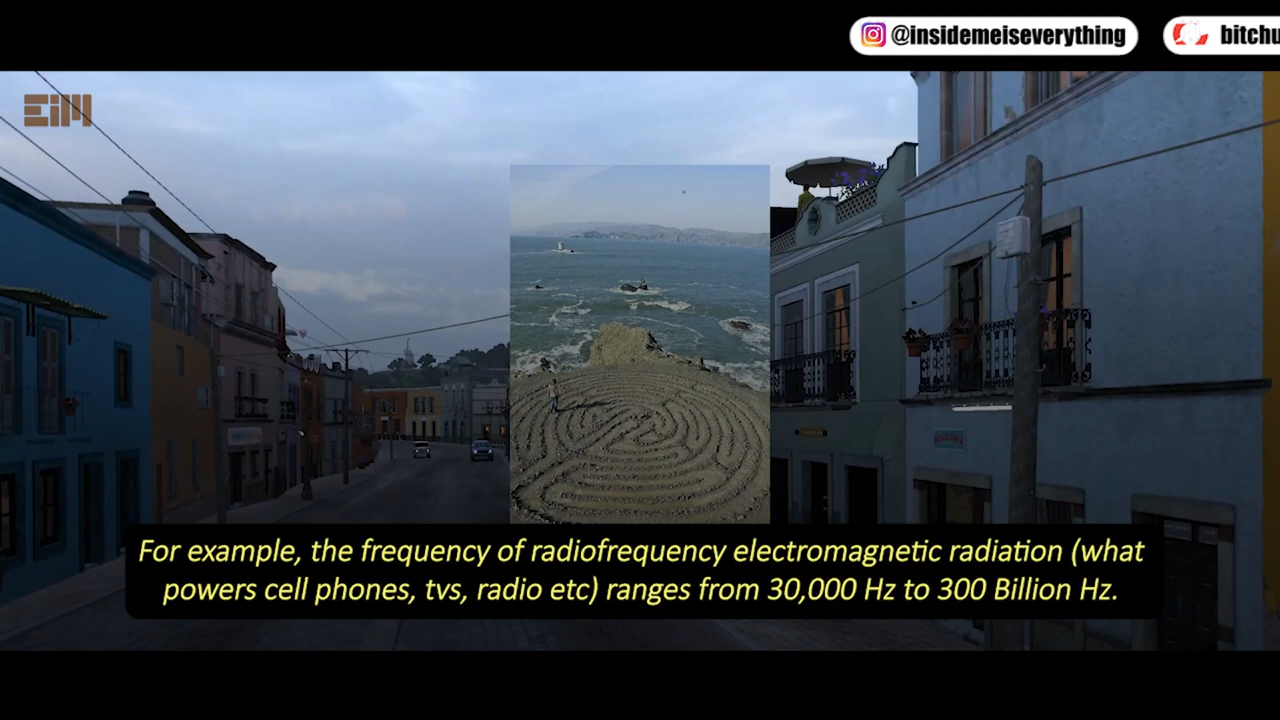 @insidemeiseverything
bitchu
EiM
For example, the frequency of radiofrequency electromagnetic radiation (what
powers cell phones, tvs, radio etc) ranges from 30,000 Hz to 300 Billion Hz.